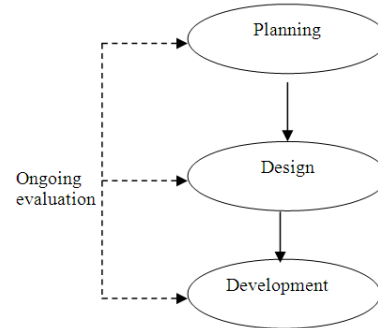 Planning
Design
Ongoing
evaluation
Development